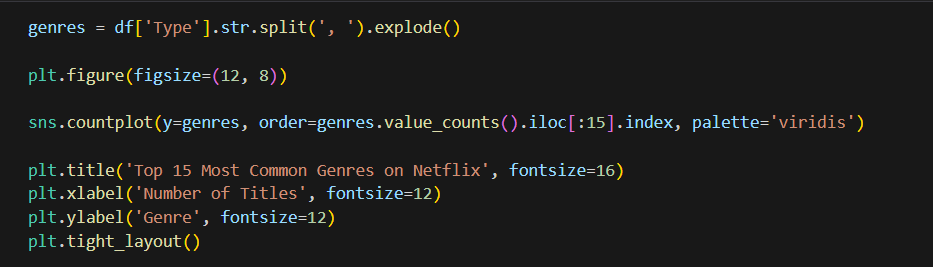 genres = df['Type'].str.split(', ').explode()
plt.figure(figsize=(12, 8))
sns.countplot(y=genres, order=genres.value_counts().iloc[:15].index, palette='viridis')
plt.title('Top 15 Most Common Genres on Netflix', fontsize=16)
plt.xlabel('Number of Titles', fontsize=12)
plt.ylabel('Genre', fontsize=12)
plt.tight_layout()